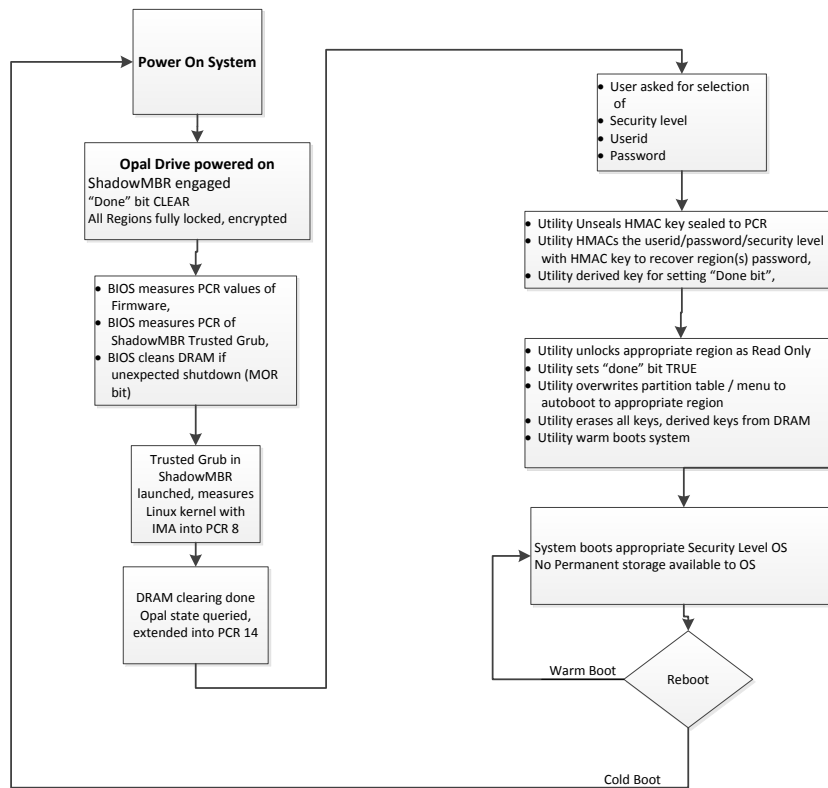 Power On System
Opal Drive powered on
ShadowMBR engaged
“Done” bit CLEAR
All Regions fully locked, encrypted
• BIOS measures PCR values of
Firmware,
• BIOS measures PCR of
ShadowMBR Trusted Grub,
• BIOS cleans DRAM if
unexpected shutdown (MOR
bit)
Trusted Grub in
ShadowMBR
launched, measures
Linux kernel with
IMA into PCR 8
DRAM clearing done
Opal state queried,
extended into PCR 14
• User asked for selection
of
• Security level
• Userid
• Password
• Utility Unseals HMAC key sealed to PCR
• Utility HMACs the userid/password/security level
with HMAC key to recover region(s) password,
• Utility derived key for setting “Done bit”,
• Utility unlocks appropriate region as Read Only
• Utility sets “done” bit TRUE
• Utility overwrites partition table / menu to
autoboot to appropriate region
• Utility erases all keys, derived keys from DRAM
• Utility warm boots system
System boots appropriate Security Level OS
No Permanent storage available to OS
Warm Boot
Reboot
Cold Boot